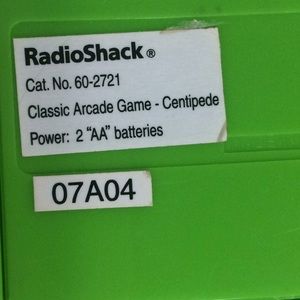 RadioShack®
Cat. No. 60-2721
Classic Arcade Game - Centipede
Power: 2 “AA” batteries
07A04